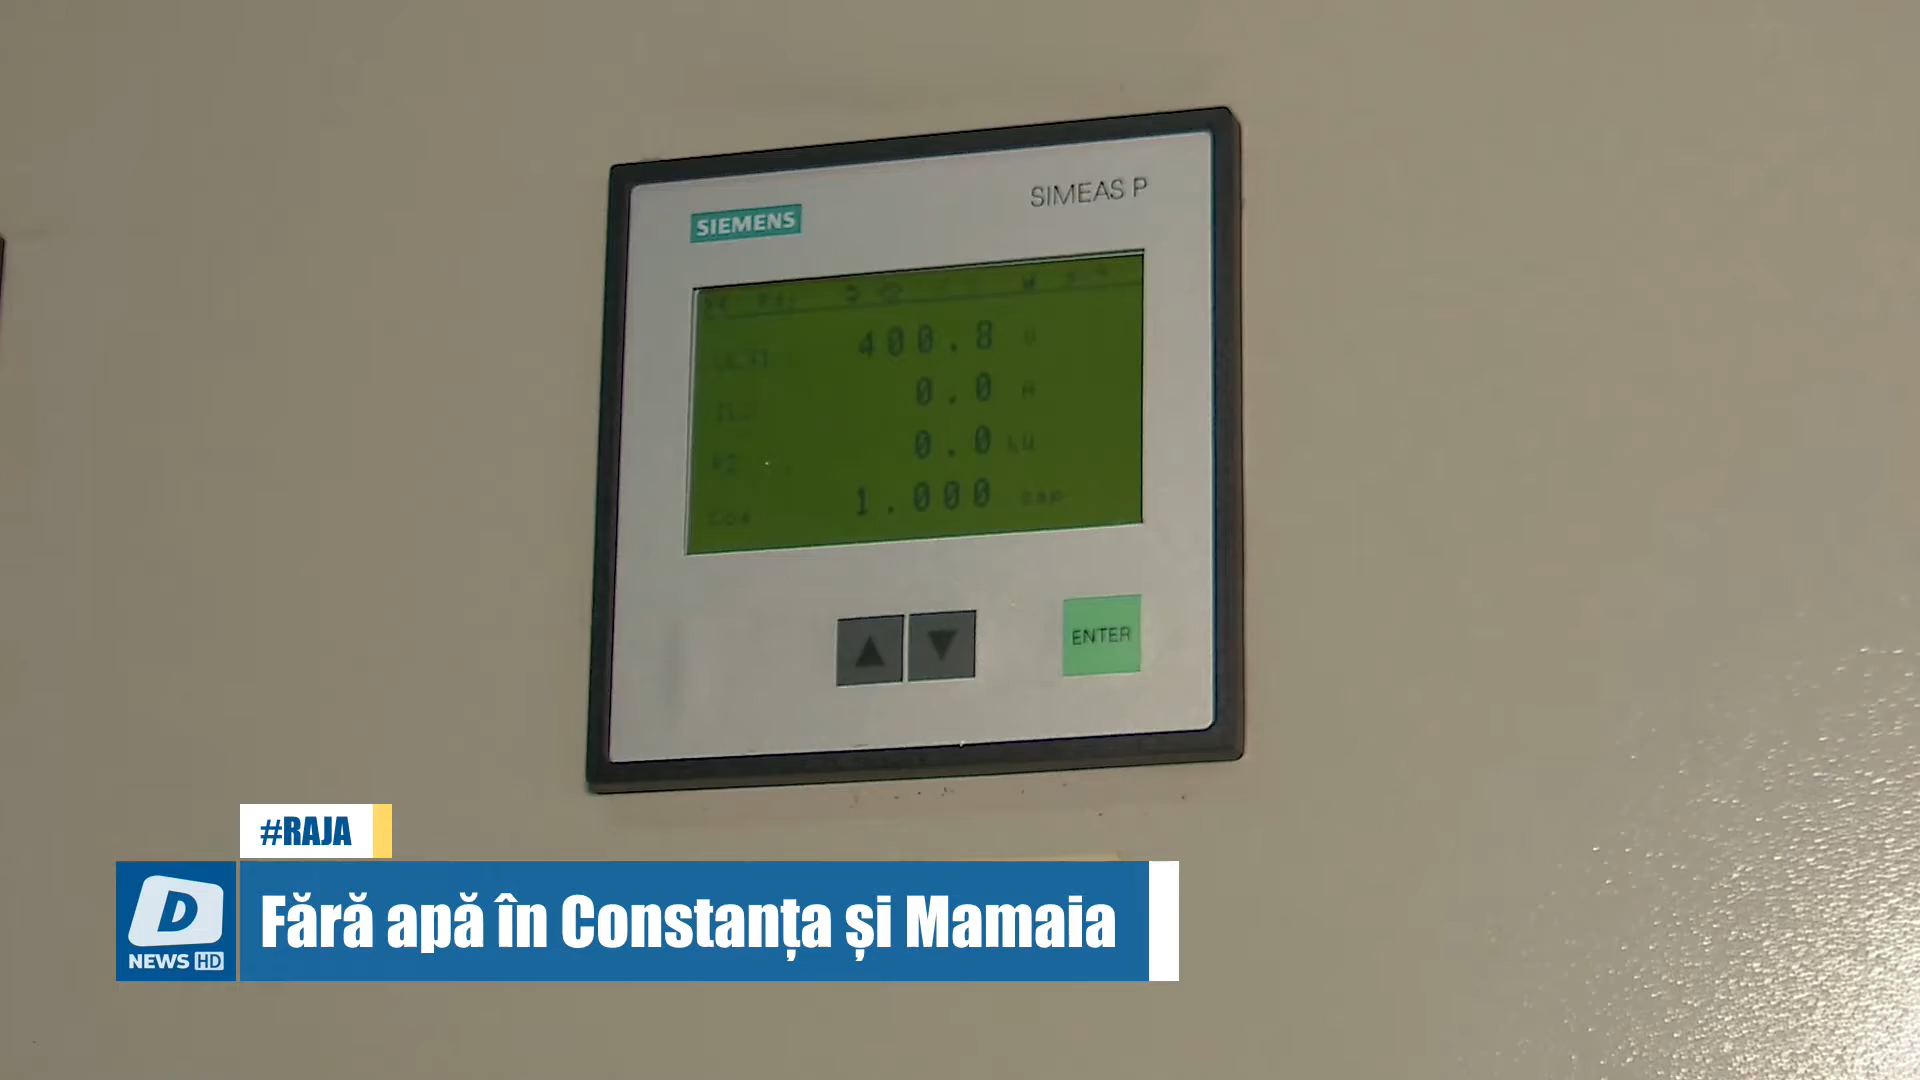 SIEMENS
SIMEAS P
400.8
0.0 A
0.0 kW
1.000
ENTER
#RAJA
D
NEWS HD
Fără apă în Constanța și Mamaia